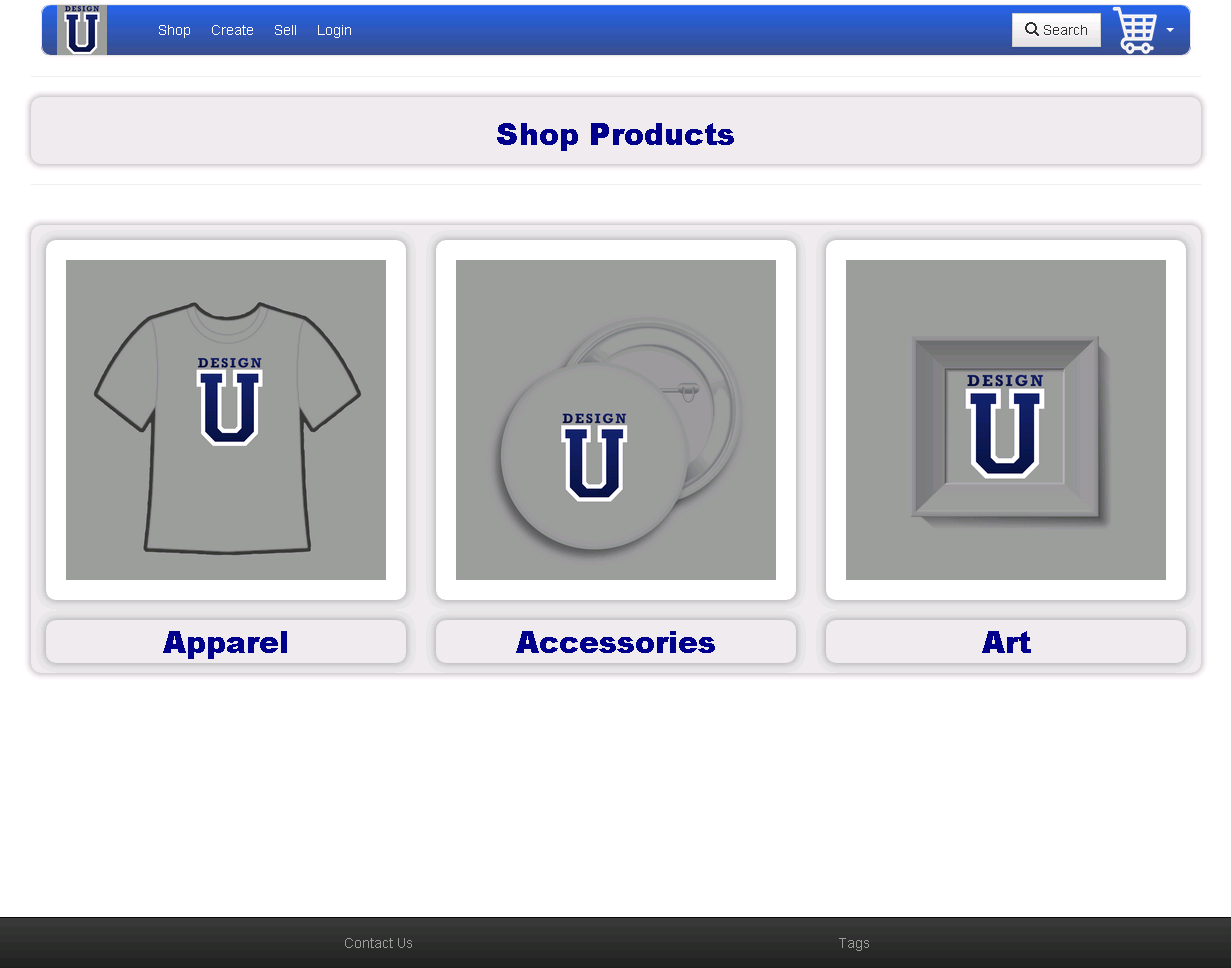 DESIGN
U
Shop Create Sell Login Search
Shop Products
DESIGN
U
DESIGN
U
DESIGN
U
Apparel Accessories Art
Contact Us Tags